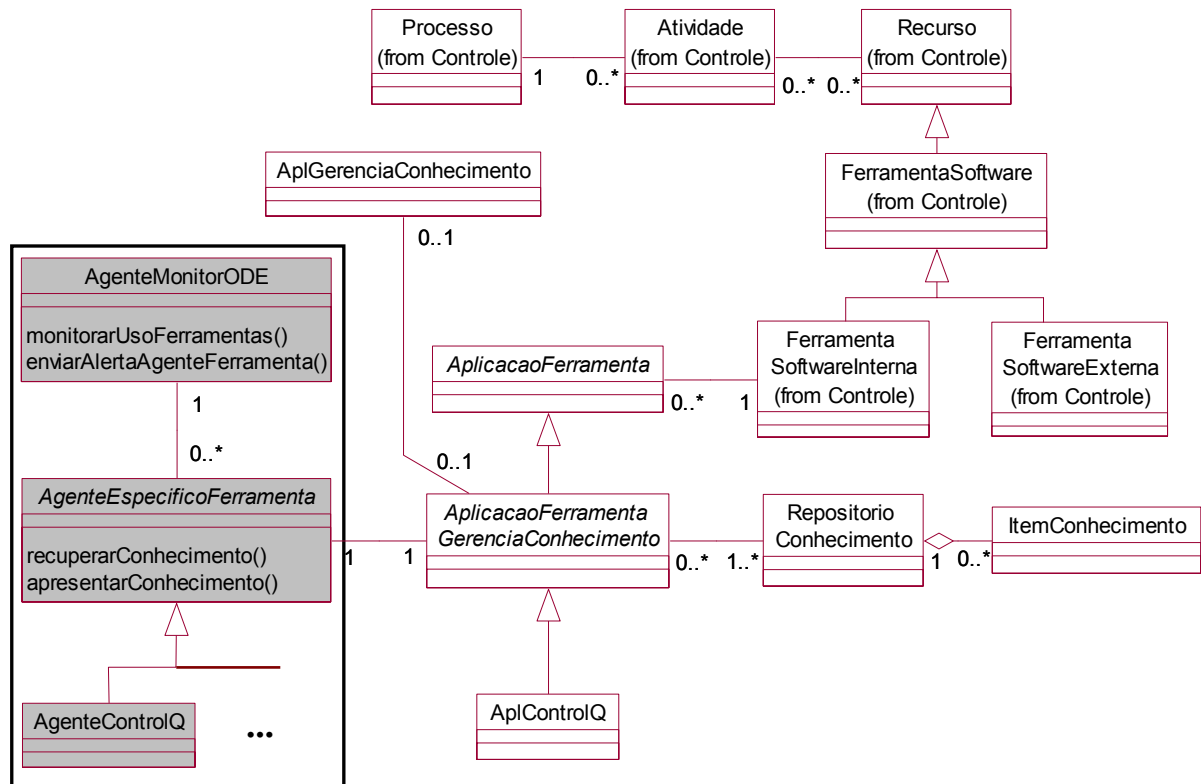 Processo
(from Controle)
1
0..*
Atividade
(from Controle)
0..*
0..*
Recurso
(from Controle)
AplGerenciaConhecimento
0..1
FerramentaSoftware
(from Controle)
AgenteMonitorODE
monitorarUsoFerramentas()
enviarAlertaAgenteFerramenta()
1
0..*
AplicacaoFerramenta
0..*
1
Ferramenta
SoftwareInterna
(from Controle)
Ferramenta
SoftwareExterna
(from Controle)
0..1
AgenteEspecificoFerramenta
recuperarConhecimento()
apresentarConhecimento()
1
1
AplicacaoFerramenta
GerenciaConhecimento
0..*
1..*
Repositorio
Conhecimento
1
0..*
ItemConhecimento
AgenteControlQ
...
AplControlQ